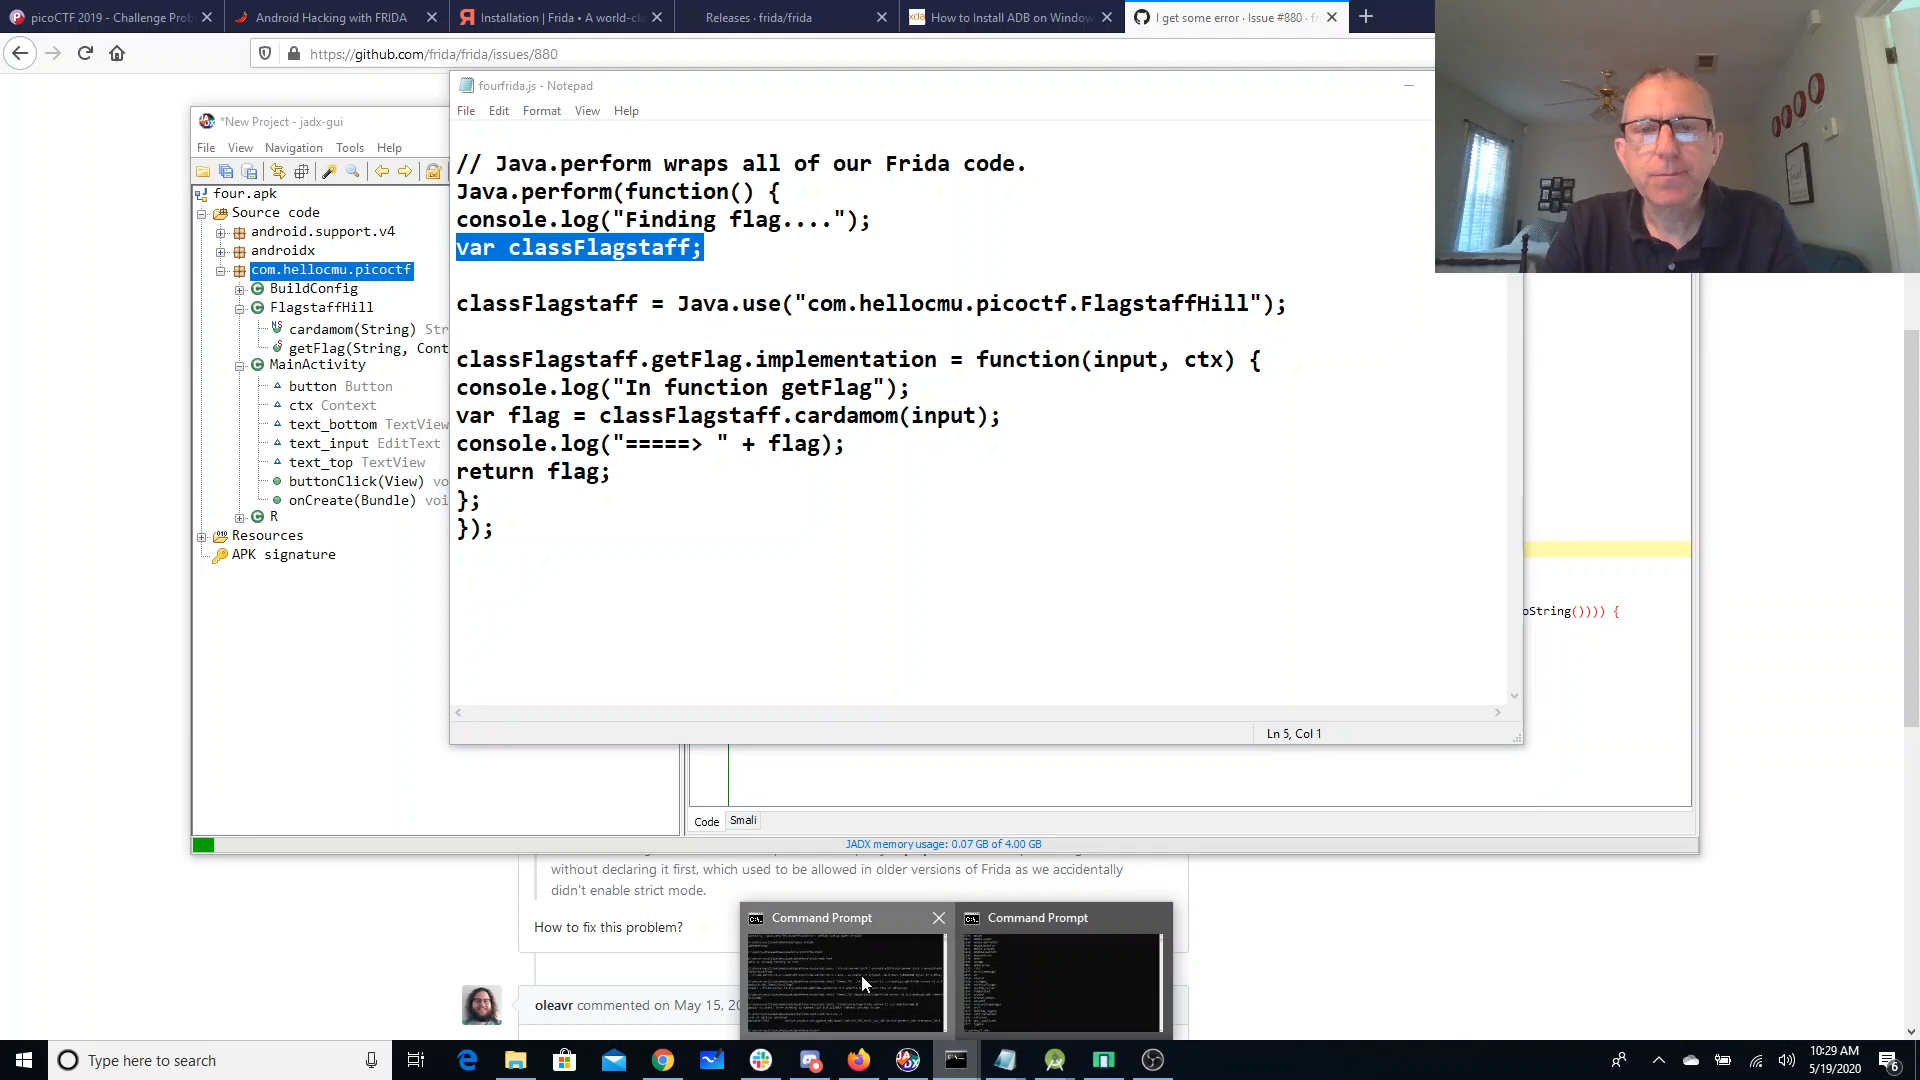 picoCTF 2019 - Challenge Prob
Android Hacking with FRIDA
Installation | Frida • A world-cla
Releases · frida/frida
How to Install ADB on Window
I get some error · Issue #880 · fr
https://github.com/frida/frida/issues/880
fourfrida.js - Notepad
File Edit Format View Help
*New Project - jadx-gui
File View Navigation Tools Help
four.apk
Source code
android.support.v4
androidx
com.hellocmu.picoctf
BuildConfig
FlagstaffHill
cardamom(String) Str
getFlag(String, Cont
MainActivity
button Button
ctx Context
text_bottom TextView
text_input EditText
text_top TextView
buttonClick(View) vo
onCreate(Bundle) voi
R
Resources
APK signature
// Java.perform wraps all of our Frida code.
Java.perform(function() {
console.log("Finding flag....");
var classFlagstaff;
classFlagstaff = Java.use("com.hellocmu.picoctf.FlagstaffHill");
classFlagstaff.getFlag.implementation = function(input, ctx) {
console.log("In function getFlag");
var flag = classFlagstaff.cardamom(input);
console.log("=====> " + flag);
return flag;
};
});
Ln 5, Col 1
oString()))) {
Code Smali
JADX memory usage: 0.07 GB of 4.00 GB
without declaring it first, which used to be allowed in older versions of Frida as we accidentally
didn't enable strict mode.
How to fix this problem?
oleavr commented on May 15, 20
Command Prompt
Command Prompt
Type here to search
10:29 AM
5/19/2020
6